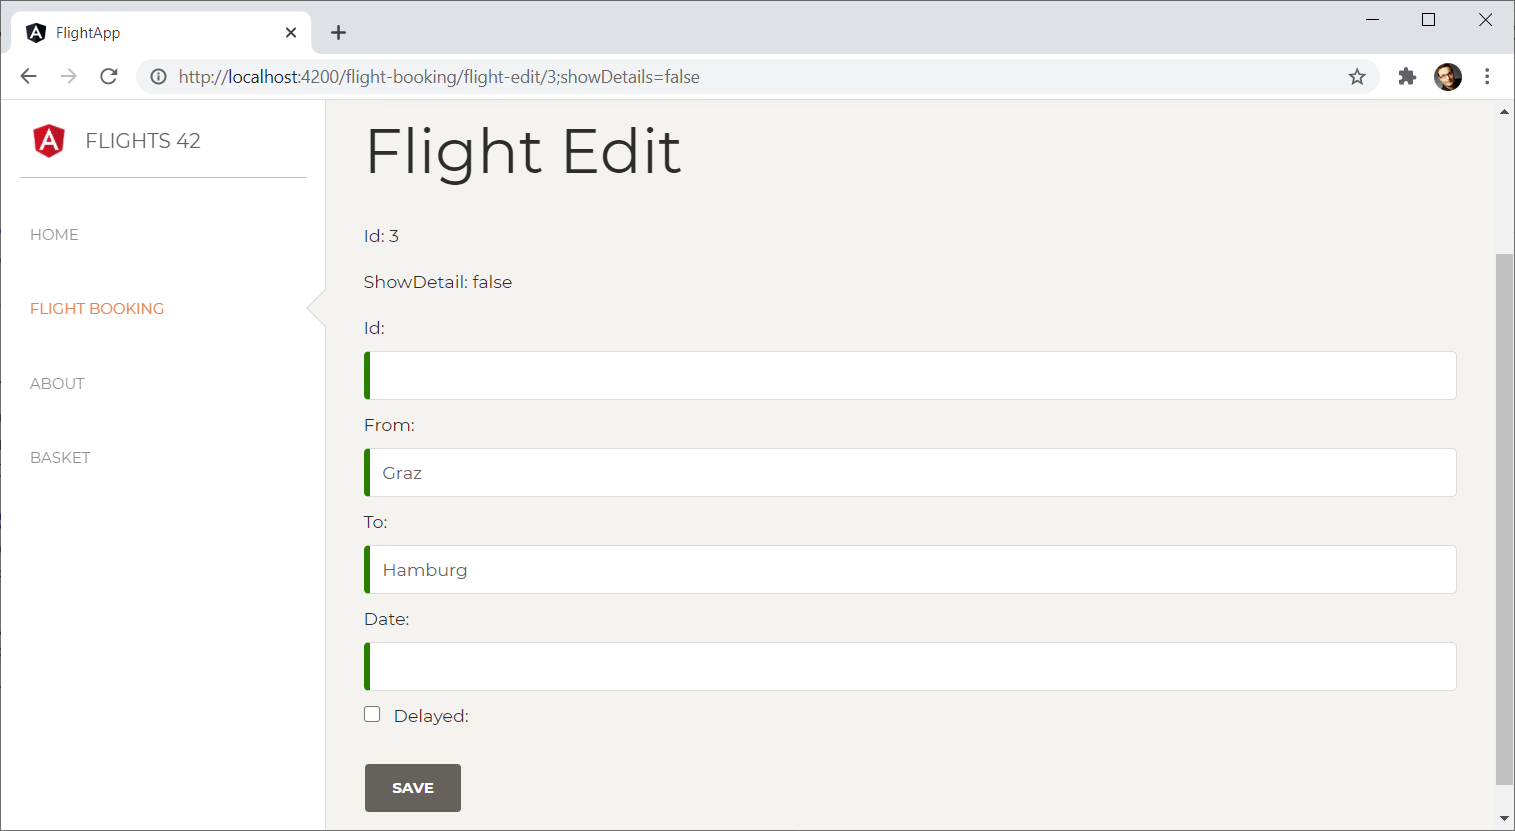 FlightApp
http://localhost:4200/flight-booking/flight-edit/3;showDetails=false
FLIGHTS 42
HOME
FLIGHT BOOKING
ABOUT
BASKET
Flight Edit
Id: 3
ShowDetail: false
Id:
From:
Graz
To:
Hamburg
Date:
Delayed:
SAVE